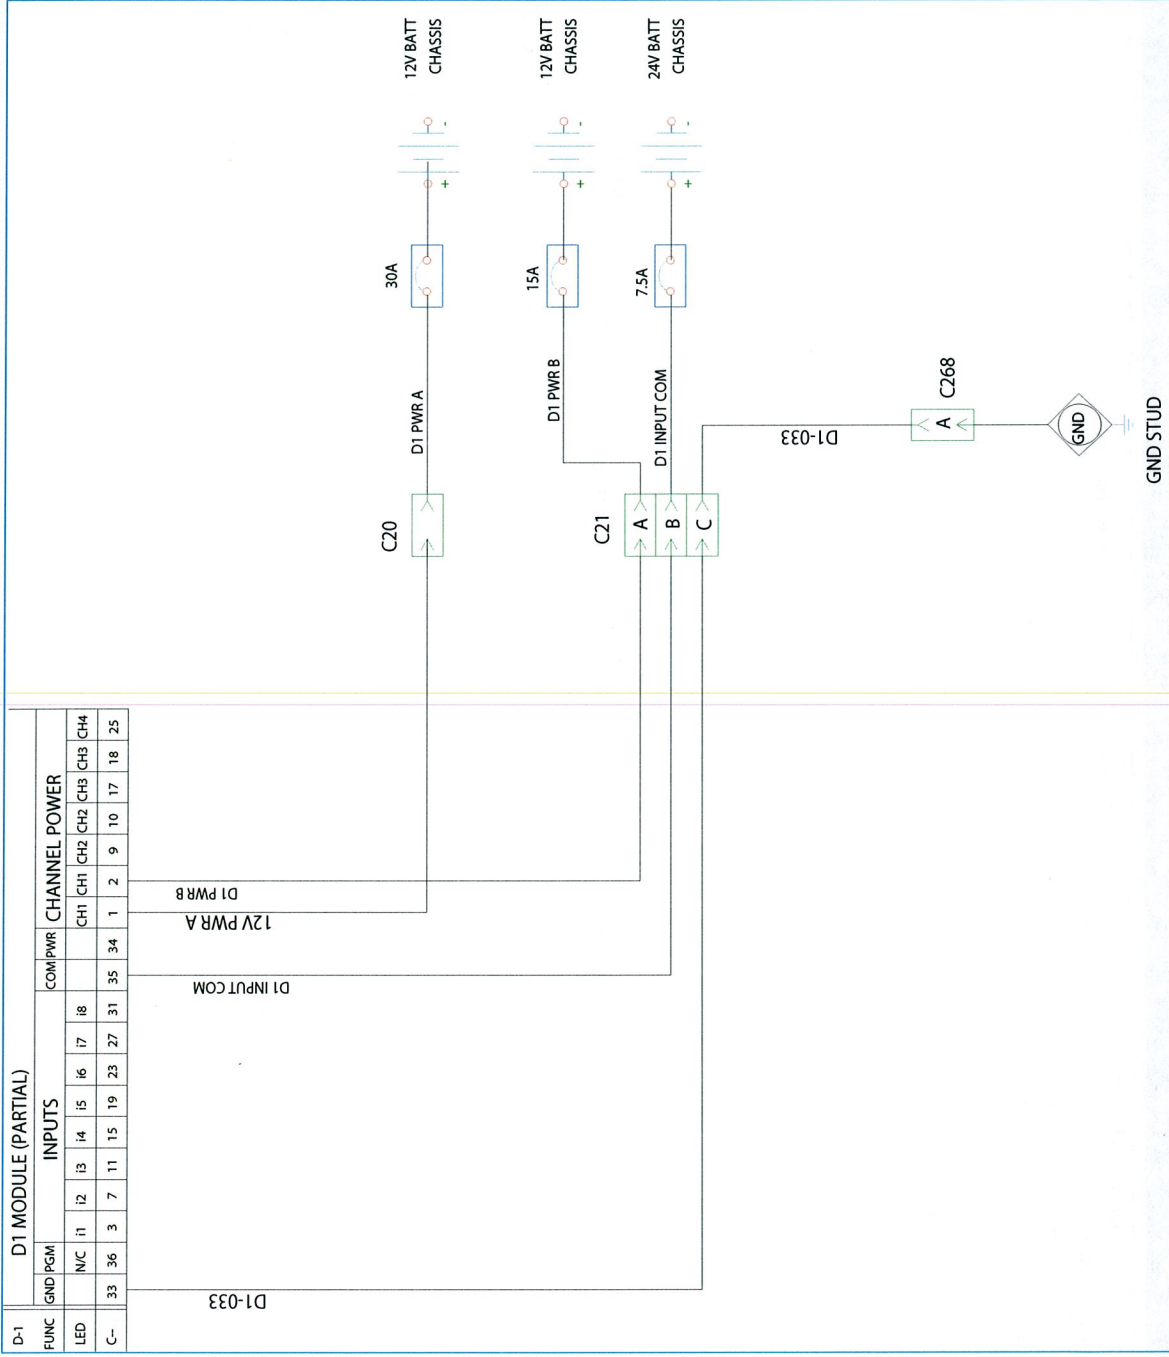 D-1
D1 MODULE (PARTIAL)
FUNC GND PGM INPUTS COM PWR CHANNEL POWER
LED N/C i1 i2 i3 i4 i5 i6 i7 i8 CH1 CH1 CH2 CH2 CH3 CH3 CH4
C-- 33 36 3 7 11 15 19 23 27 31 35 34 1 2 9 10 17 18 25
D1-033
D1 INPUT COM
12V PWR A
D1 PWR B
C20
D1 PWR A
30A
+
-
12V BATT
CHASSIS
C21
A
B
C
D1 PWR B
15A
+
-
12V BATT
CHASSIS
D1 INPUT COM
7.5A
+
-
24V BATT
CHASSIS
D1-033
A
C268
GND
GND STUD